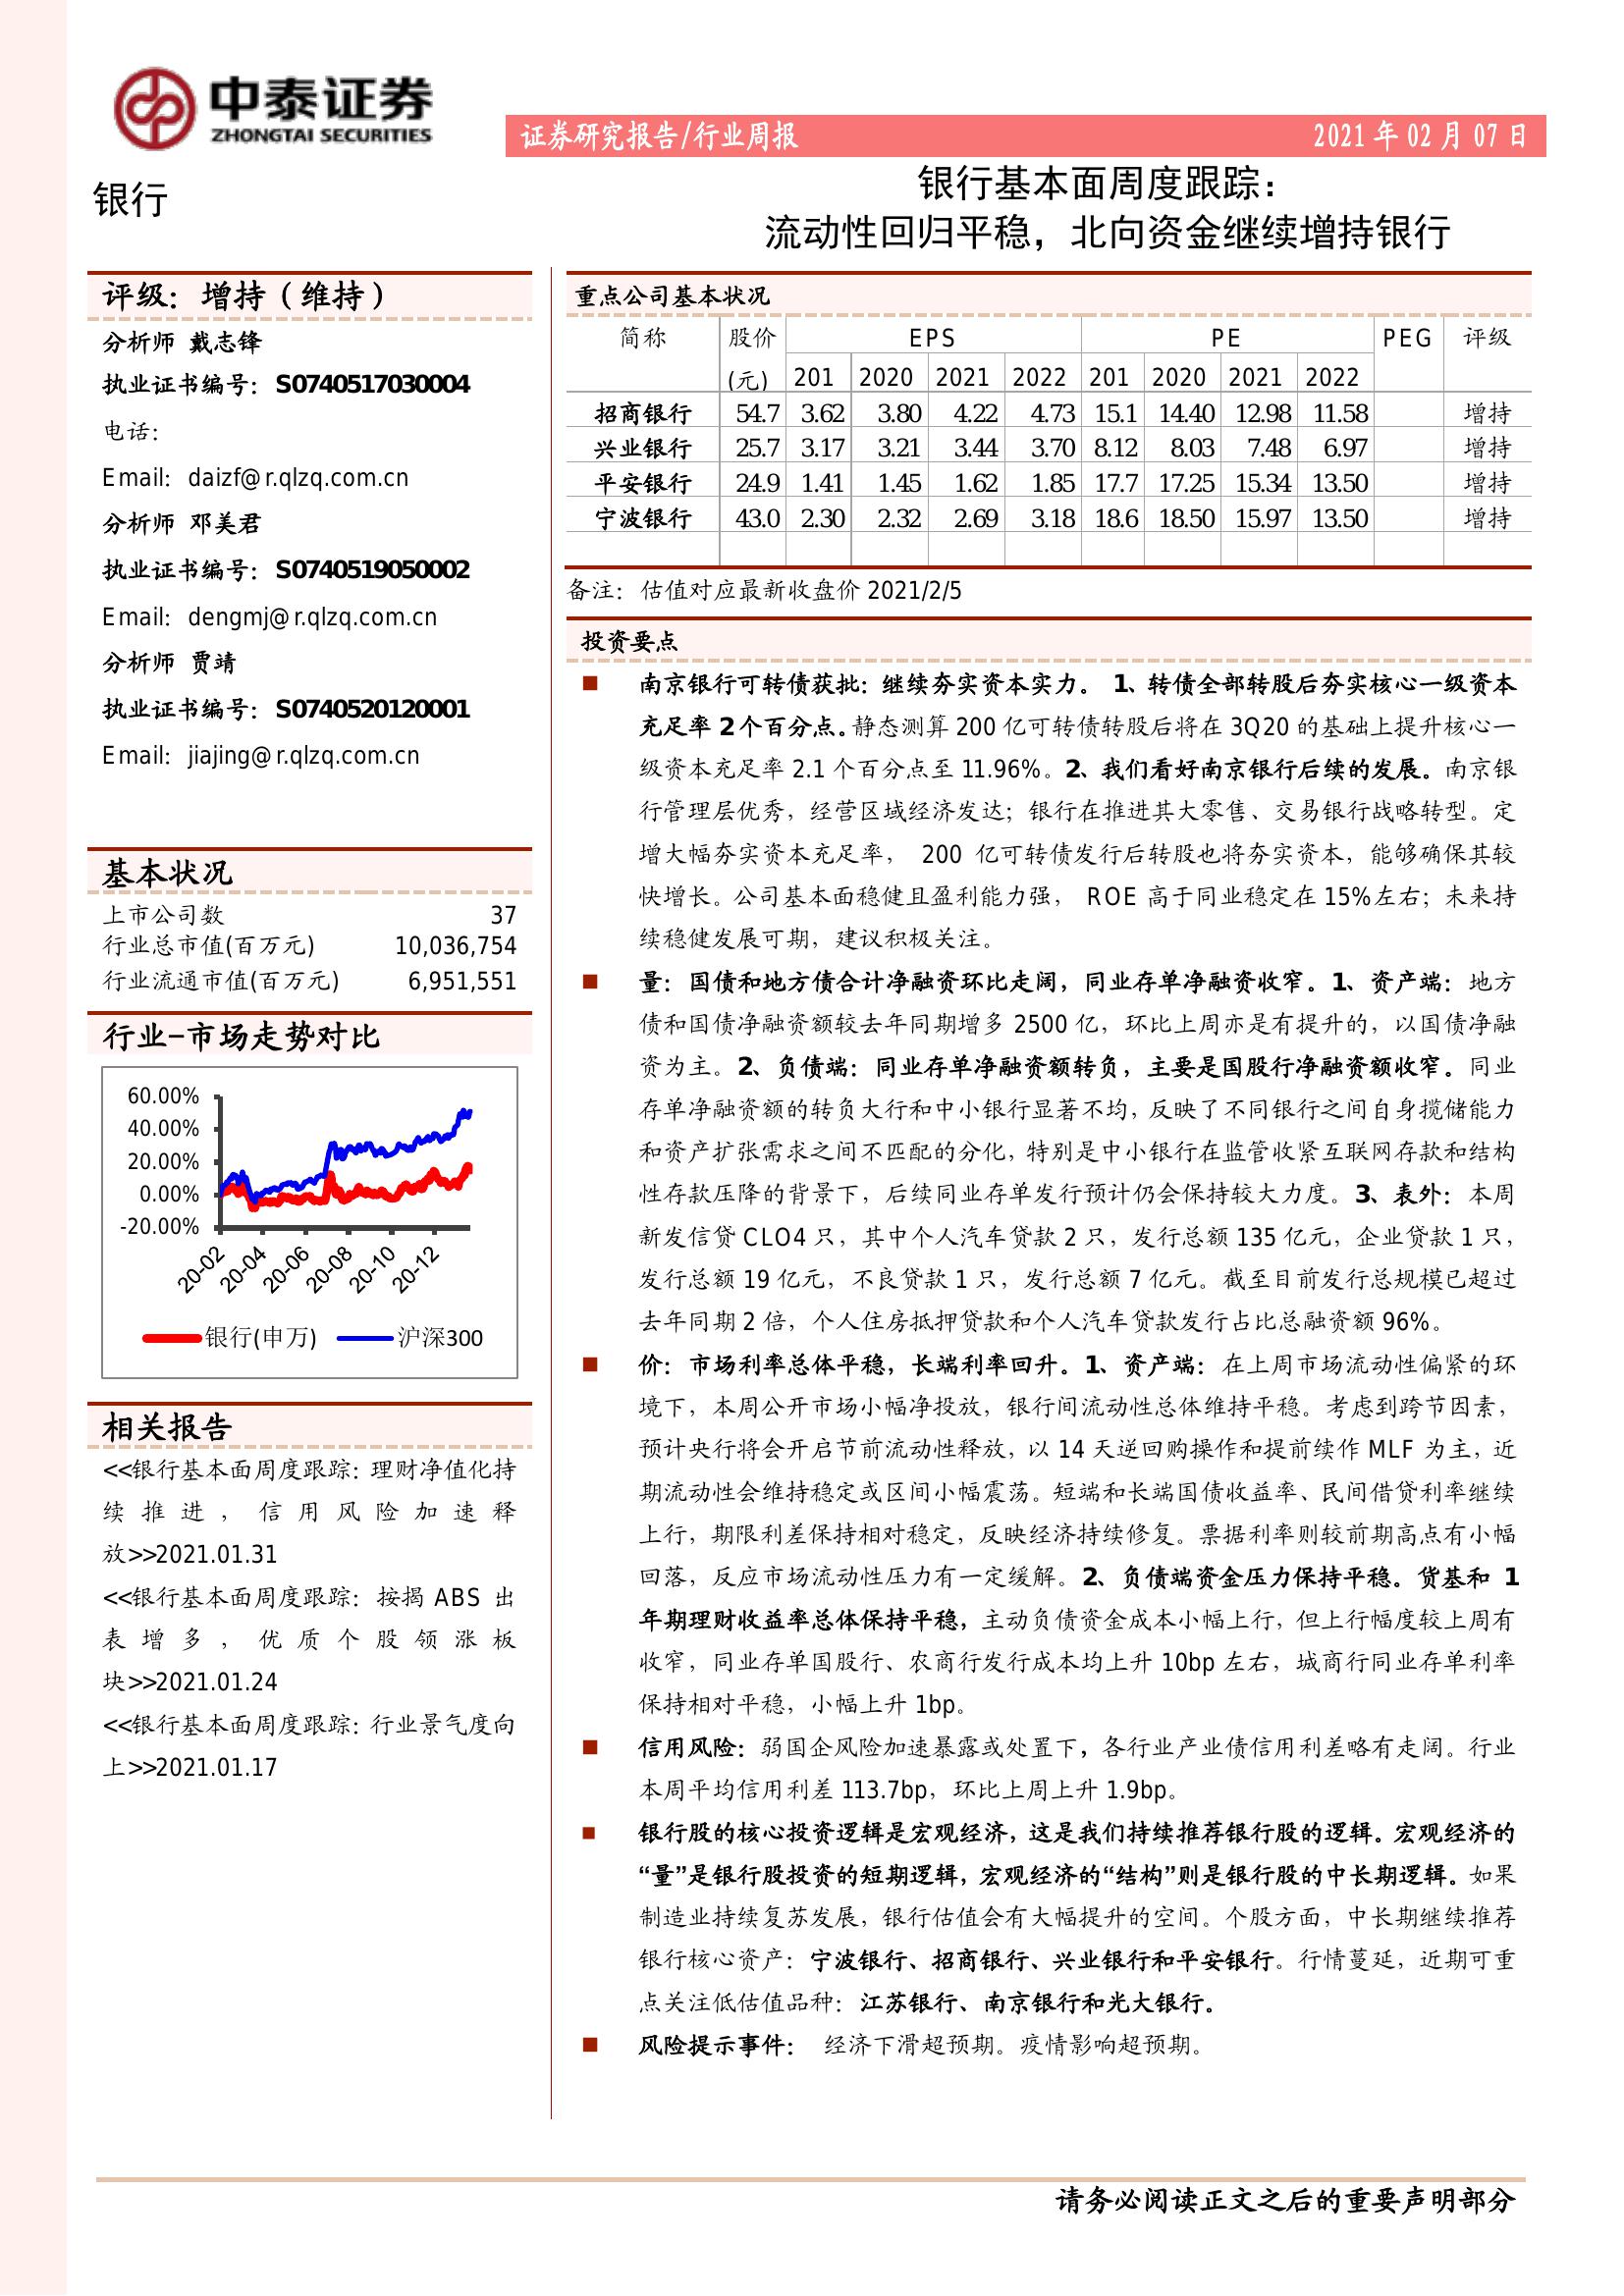 中泰证券
ZHONGTAI SECURITIES
证券研究报告/行业周报 2021 年 02 月 07 日
银行
银行基本面周度跟踪：
流动性回归平稳，北向资金继续增持银行
评级：增持（维持）
分析师 戴志锋
执业证书编号：S0740517030004
电话：
Email: daizf@r.qlzq.com.cn
分析师 邓美君
执业证书编号：S0740519050002
Email: dengmj@r.qlzq.com.cn
分析师 贾靖
执业证书编号：S0740520120001
Email: jiajing@r.qlzq.com.cn
基本状况
上市公司数 37
行业总市值(百万元) 10,036,754
行业流通市值(百万元) 6,951,551
行业-市场走势对比
60.00%
40.00%
20.00%
0.00%
-20.00%
20-02 20-04 20-06 20-08 20-10 20-12
银行(申万) 沪深300
相关报告
<<银行基本面周度跟踪：理财净值化持
续推进，信用风险加速释
放>>2021.01.31
<<银行基本面周度跟踪：按揭 ABS 出
表增多，优质个股领涨板
块>>2021.01.24
<<银行基本面周度跟踪：行业景气度向
上>>2021.01.17
重点公司基本状况
简称 股价 EPS PE PEG 评级
(元) 201 2020 2021 2022 201 2020 2021 2022
招商银行 54.7 3.62 3.80 4.22 4.73 15.1 14.40 12.98 11.58 增持
兴业银行 25.7 3.17 3.21 3.44 3.70 8.12 8.03 7.48 6.97 增持
平安银行 24.9 1.41 1.45 1.62 1.85 17.7 17.25 15.34 13.50 增持
宁波银行 43.0 2.30 2.32 2.69 3.18 18.6 18.50 15.97 13.50 增持
备注：估值对应最新收盘价 2021/2/5
投资要点
■ 南京银行可转债获批：继续夯实资本实力。 1、转债全部转股后夯实核心一级资本
充足率 2 个百分点。静态测算 200 亿可转债转股后将在 3Q20 的基础上提升核心一
级资本充足率 2.1 个百分点至 11.96%。2、我们看好南京银行后续的发展。南京银
行管理层优秀，经营区域经济发达；银行在推进其大零售、交易银行战略转型。定
增大幅夯实资本充足率， 200 亿可转债发行后转股也将夯实资本，能够确保其较
快增长。公司基本面稳健且盈利能力强， ROE 高于同业稳定在 15%左右；未来持
续稳健发展可期，建议积极关注。
■ 量：国债和地方债合计净融资环比走阔，同业存单净融资收窄。1、资产端：地方
债和国债净融资额较去年同期增多 2500 亿，环比上周亦是有提升的，以国债净融
资为主。2、负债端：同业存单净融资额转负，主要是国股行净融资额收窄。同业
存单净融资额的转负大行和中小银行显著不均，反映了不同银行之间自身揽储能力
和资产扩张需求之间不匹配的分化，特别是中小银行在监管收紧互联网存款和结构
性存款压降的背景下，后续同业存单发行预计仍会保持较大力度。3、表外：本周
新发信贷 CLO4 只，其中个人汽车贷款 2 只，发行总额 135 亿元，企业贷款 1 只，
发行总额 19 亿元，不良贷款 1 只，发行总额 7 亿元。截至目前发行总规模已超过
去年同期 2 倍，个人住房抵押贷款和个人汽车贷款发行占比总融资额 96%。
■ 价：市场利率总体平稳，长端利率回升。1、资产端：在上周市场流动性偏紧的环
境下，本周公开市场小幅净投放，银行间流动性总体维持平稳。考虑到跨节因素，
预计央行将会开启节前流动性释放，以 14 天逆回购操作和提前续作 MLF 为主，近
期流动性会维持稳定或区间小幅震荡。短端和长端国债收益率、民间借贷利率继续
上行，期限利差保持相对稳定，反映经济持续修复。票据利率则较前期高点有小幅
回落，反应市场流动性压力有一定缓解。2、负债端资金压力保持平稳。货基和 1
年期理财收益率总体保持平稳，主动负债资金成本小幅上行，但上行幅度较上周有
收窄，同业存单国股行、农商行发行成本均上升 10bp 左右，城商行同业存单利率
保持相对平稳，小幅上升 1bp。
■ 信用风险：弱国企风险加速暴露或处置下，各行业产业债信用利差略有走阔。行业
本周平均信用利差 113.7bp，环比上周上升 1.9bp。
■ 银行股的核心投资逻辑是宏观经济，这是我们持续推荐银行股的逻辑。宏观经济的
“量”是银行股投资的短期逻辑，宏观经济的“结构”则是银行股的中长期逻辑。如果
制造业持续复苏发展，银行估值会有大幅提升的空间。个股方面，中长期继续推荐
银行核心资产：宁波银行、招商银行、兴业银行和平安银行。行情蔓延，近期可重
点关注低估值品种：江苏银行、南京银行和光大银行。
■ 风险提示事件： 经济下滑超预期。疫情影响超预期。
请务必阅读正文之后的重要声明部分